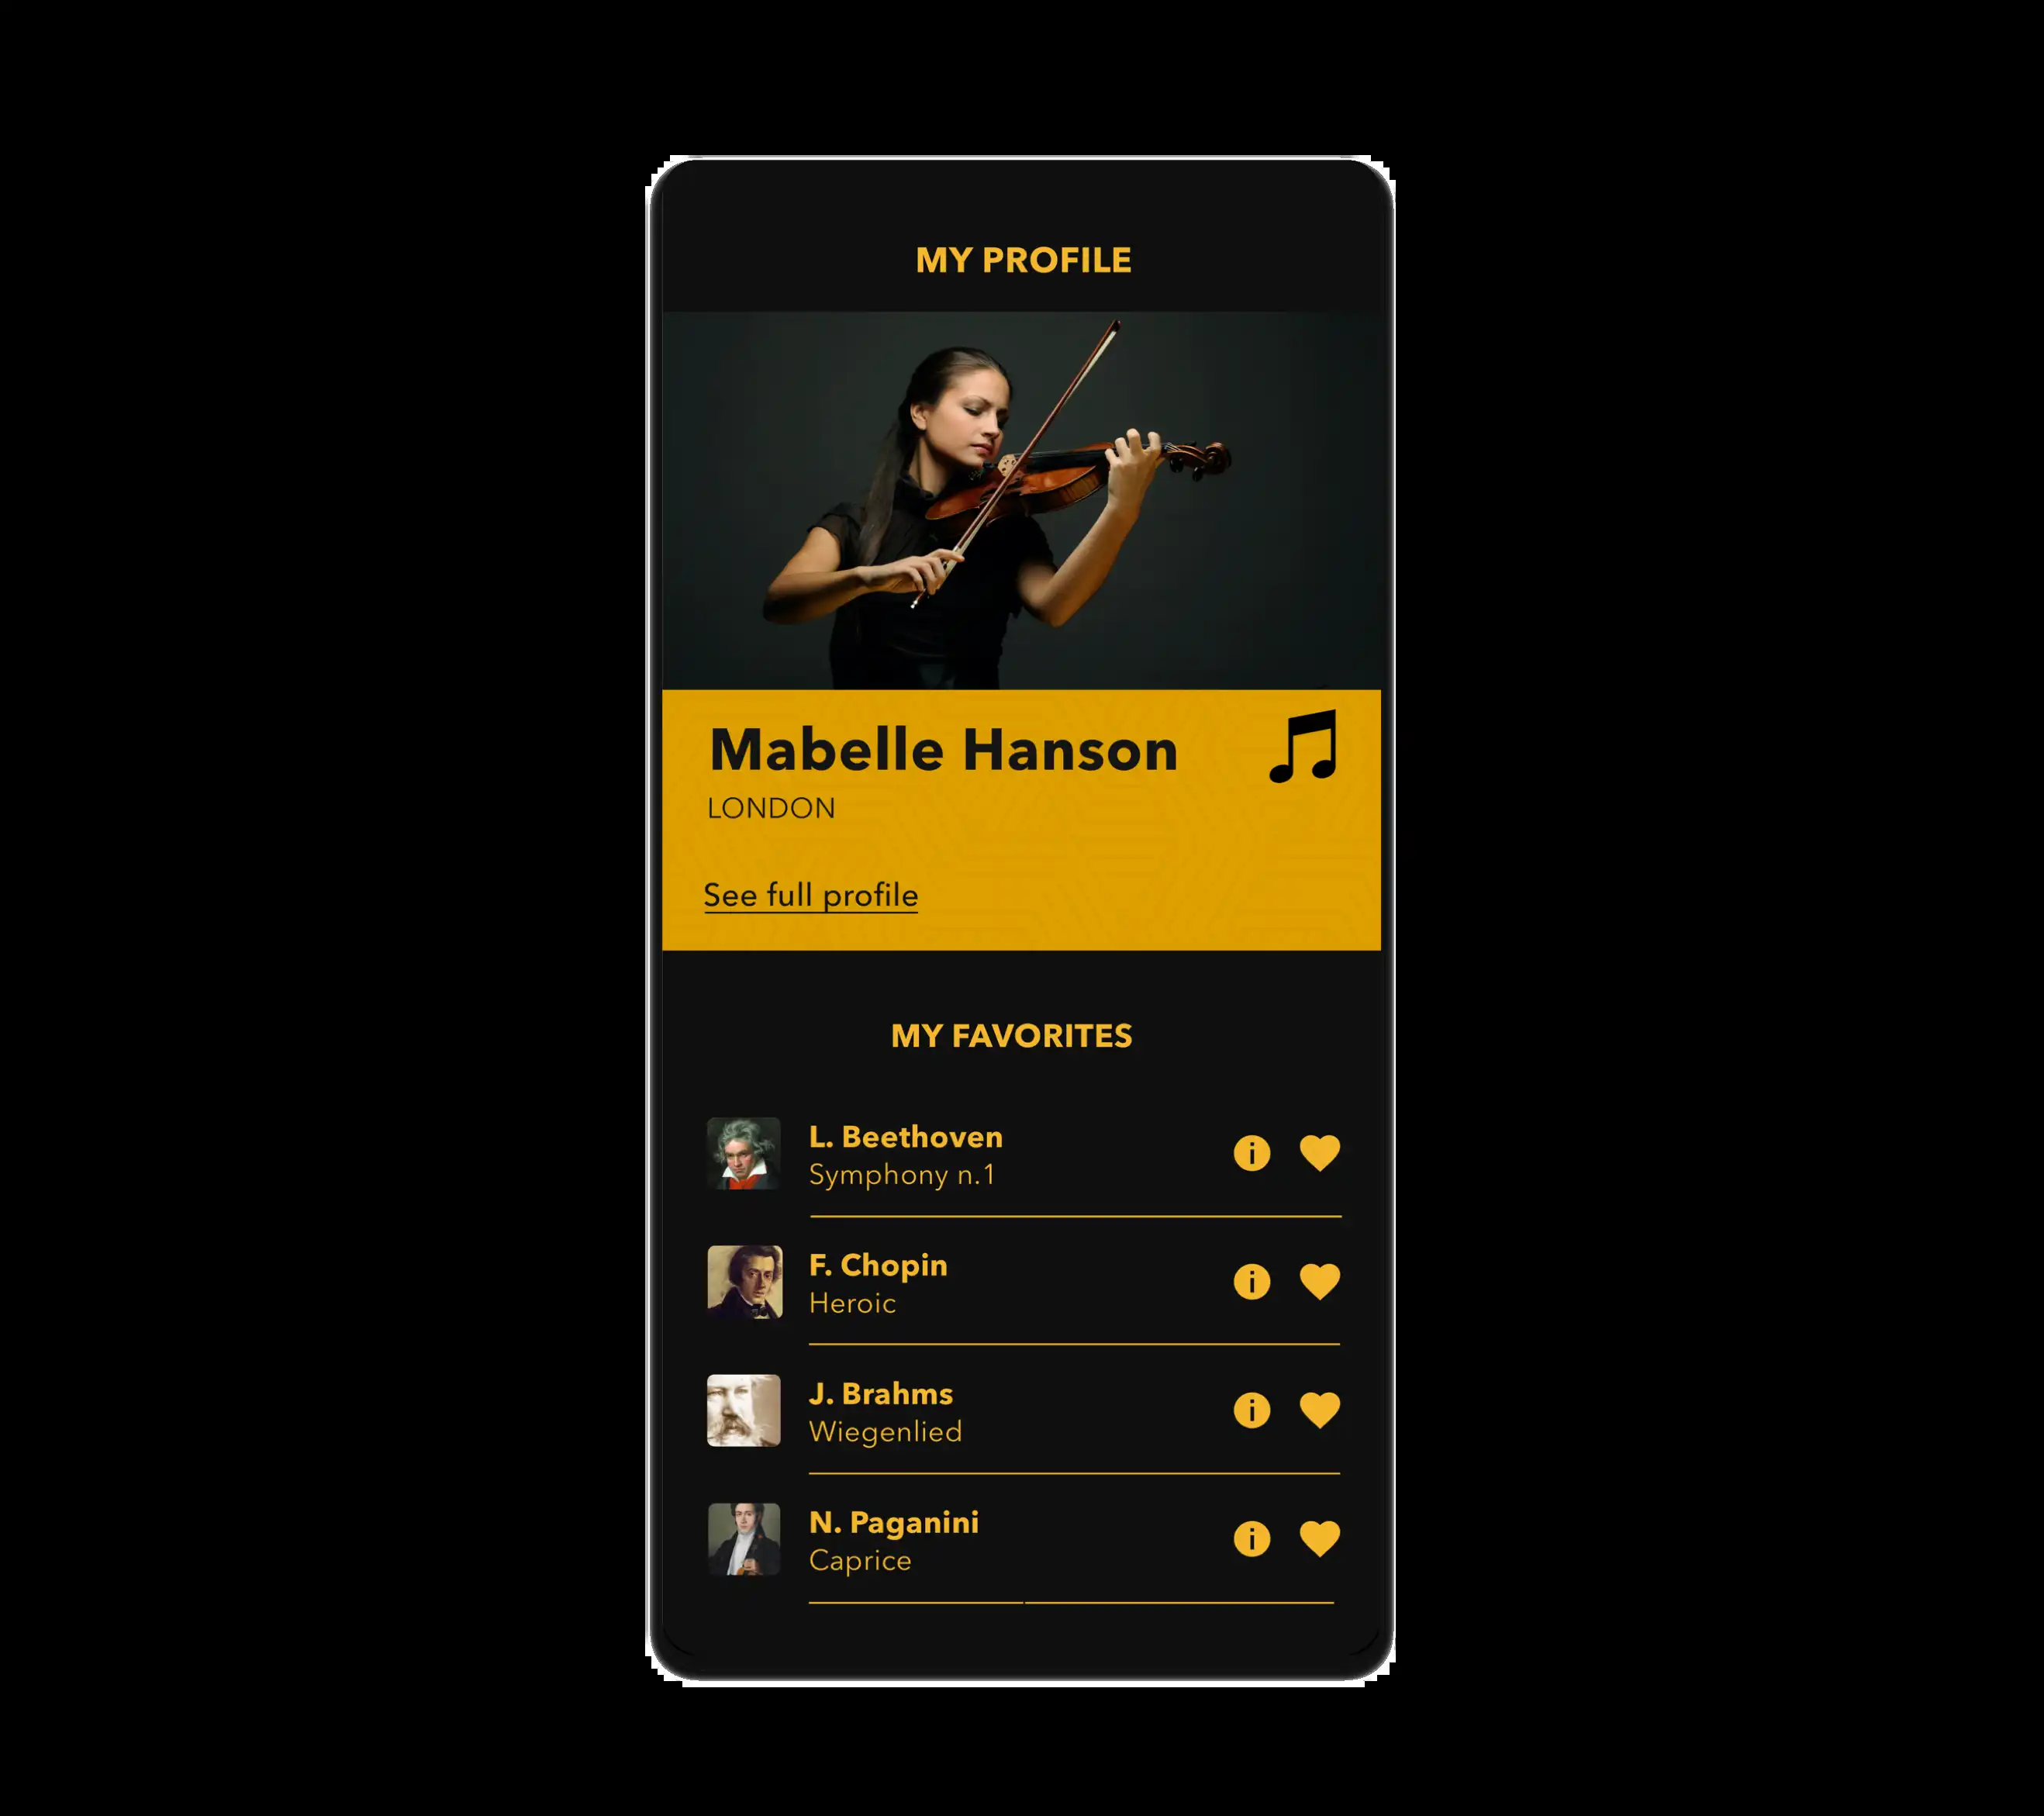 MY PROFILE
Mabelle Hanson
LONDON
See full profile
MY FAVORITES
L. Beethoven
Symphony n.1
F. Chopin
Heroic
J. Brahms
Wiegenlied
N. Paganini
Caprice